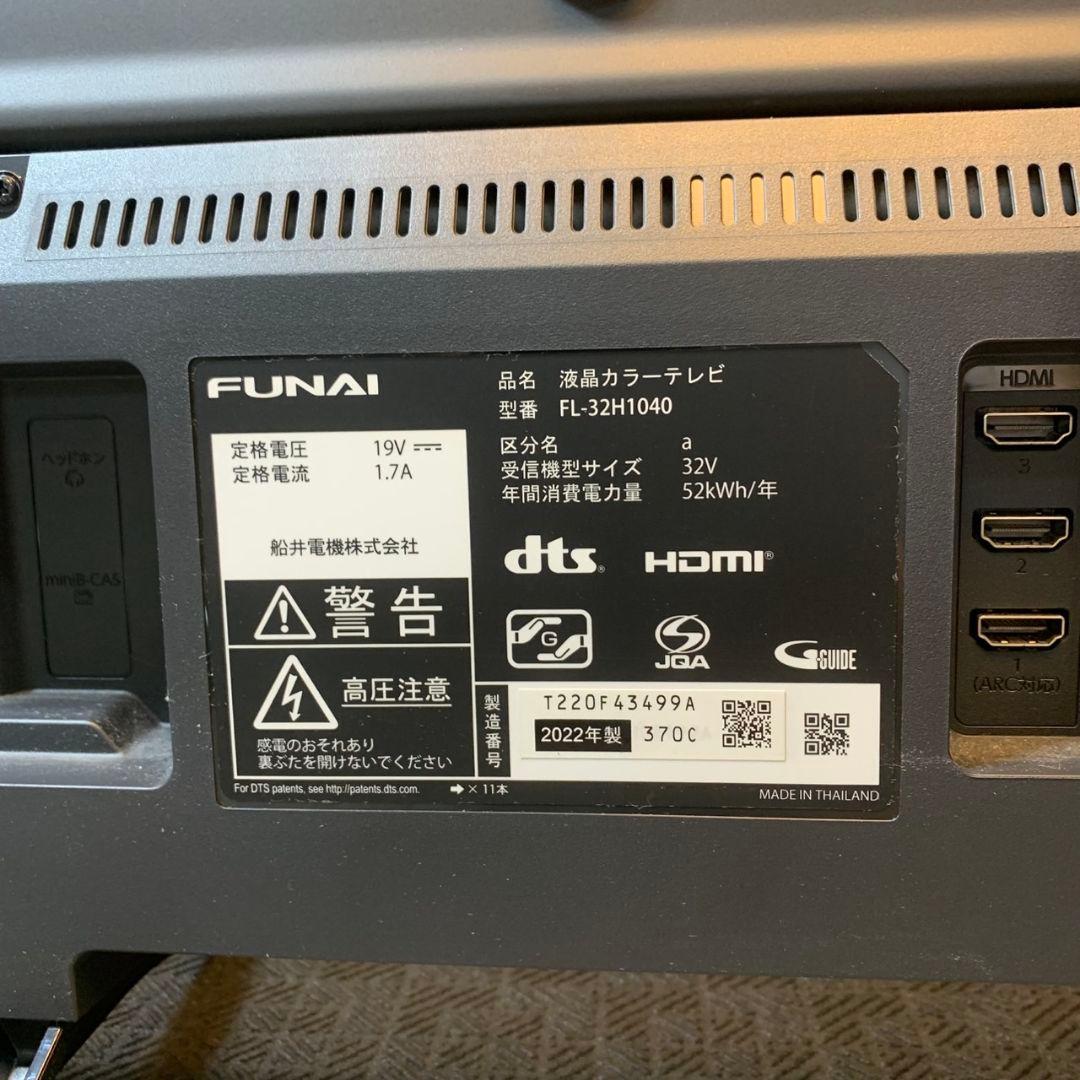 FUNAI
品名 液晶カラーテレビ
型番 FL-32H1040
定格電圧 19V
定格電流 1.7A
船井電機株式会社
区分名 a
受信機型サイズ 32V
年間消費電力量 52kWh/年
dts®
HDMI®
G
JQA
G-GUIDE
警告
高圧注意
感電のおそれあり
裏ぶたを開けないでください
製造番号
T220F43499A
2022年製 370C
For DTS patents, see http://patents.dts.com.
➡ × 11本
MADE IN THAILAND
ヘッドホン
miniB-CAS
HDMI
3
2
1
(ARC対応)